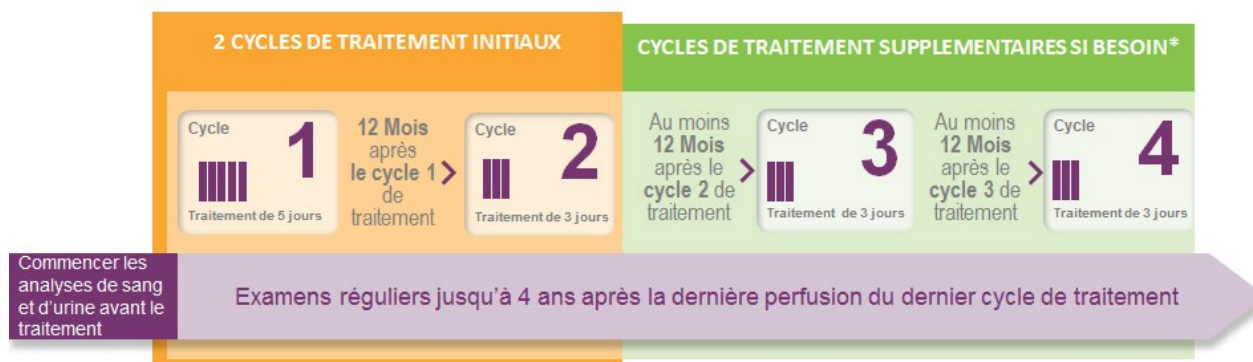 2 CYCLES DE TRAITEMENT INITIAUX
CYCLES DE TRAITEMENT SUPPLEMENTAIRES SI BESOIN*
Cycle
1
Traitement de 5 jours
12 Mois
après
le cycle 1
de
traitement
Cycle
2
Traitement de 3 jours
Au moins
12 Mois
après le
cycle 2 de
traitement
Cycle
3
Traitement de 3 jours
Au moins
12 Mois
après le
cycle 3 de
traitement
Cycle
4
Traitement de 3 jours
Commencer les
analyses de sang
et d'urine avant le
traitement
Examens réguliers jusqu'à 4 ans après la dernière perfusion du dernier cycle de traitement